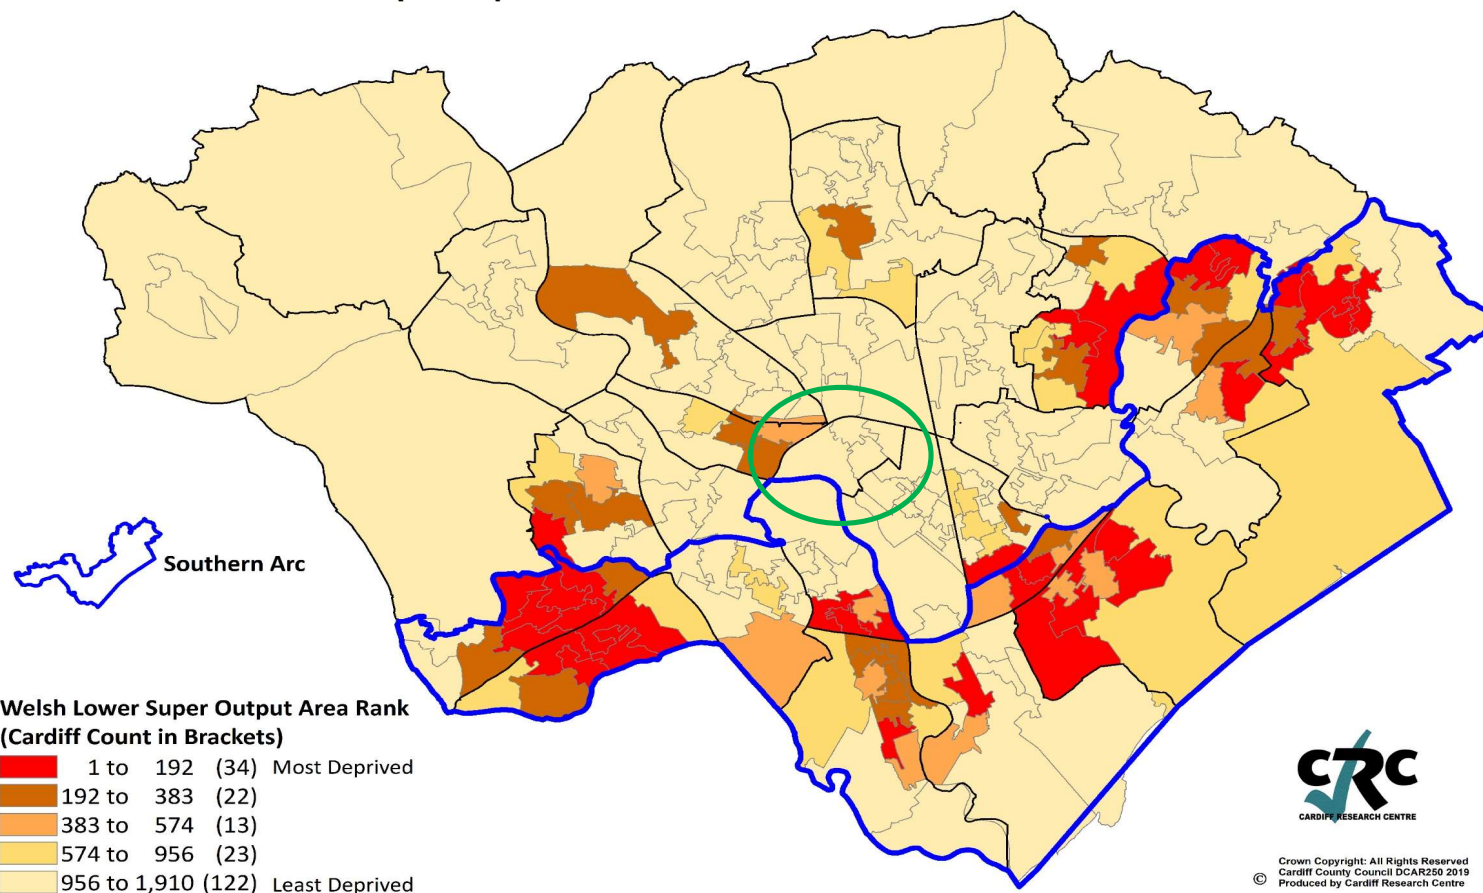 Southern Arc
Welsh Lower Super Output Area Rank
(Cardiff Count in Brackets)
1 to 192 (34) Most Deprived
192 to 383 (22)
383 to 574 (13)
574 to 956 (23)
956 to 1,910 (122) Least Deprived
CRC
CARDIFF RESEARCH CENTRE
Crown Copyright: All Rights Reserved
Cardiff County Council DCAR250 2019
© Produced by Cardiff Research Centre